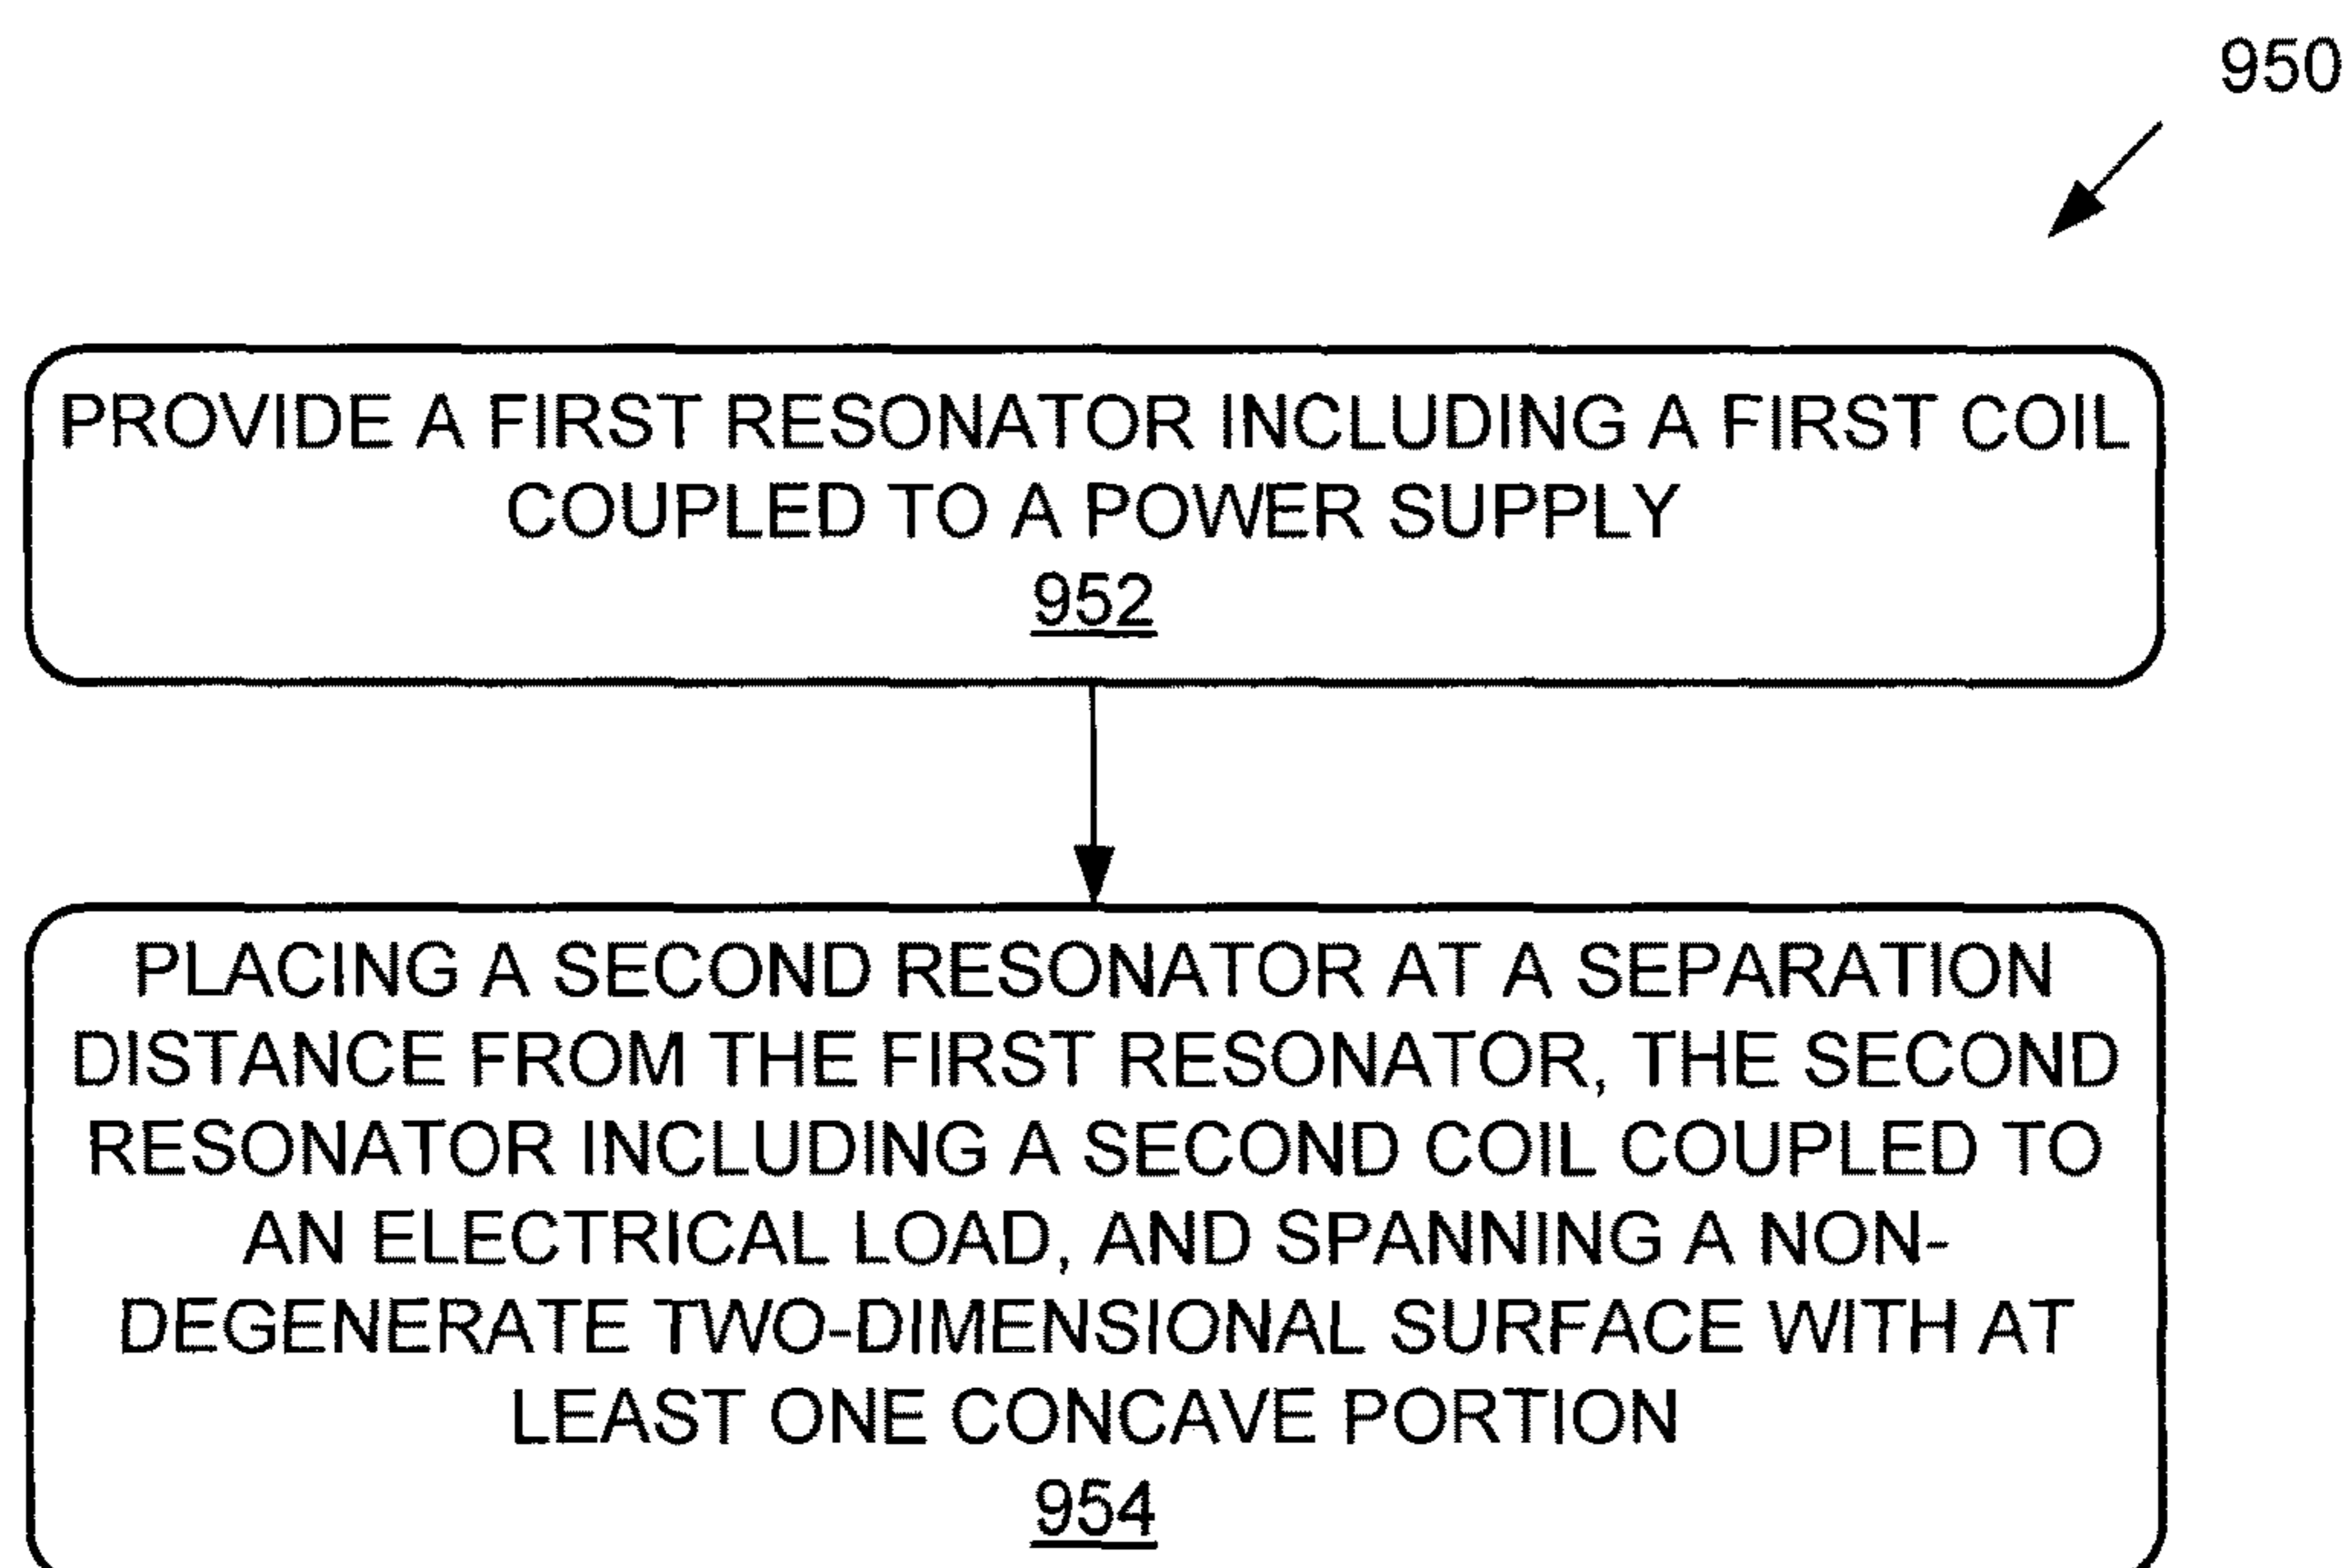 950
PROVIDE A FIRST RESONATOR INCLUDING A FIRST COIL
COUPLED TO A POWER SUPPLY
952
PLACING A SECOND RESONATOR AT A SEPARATION
DISTANCE FROM THE FIRST RESONATOR, THE SECOND
RESONATOR INCLUDING A SECOND COIL COUPLED TO
AN ELECTRICAL LOAD, AND SPANNING A NON-
DEGENERATE TWO-DIMENSIONAL SURFACE WITH AT
LEAST ONE CONCAVE PORTION
954